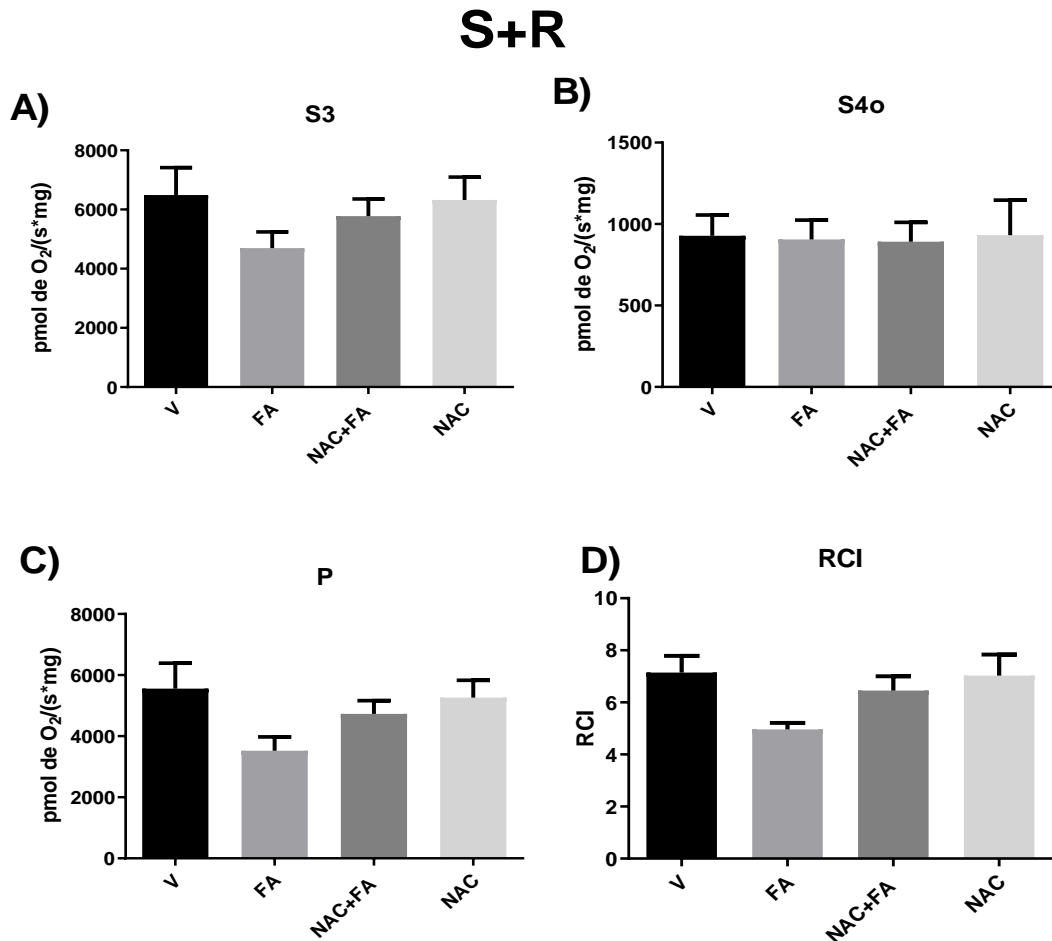 S+R
A)
S3
pmol de O₂/(s*mg)
8000
6000
4000
2000
0
V
FA
NAC+FA
NAC
B)
S4o
pmol de O₂/(s*mg)
1500
1000
500
0
V
FA
NAC+FA
NAC
C)
P
pmol de O₂/(s*mg)
8000
6000
4000
2000
0
V
FA
NAC+FA
NAC
D)
RCI
RCI
10
8
6
4
2
0
V
FA
NAC+FA
NAC